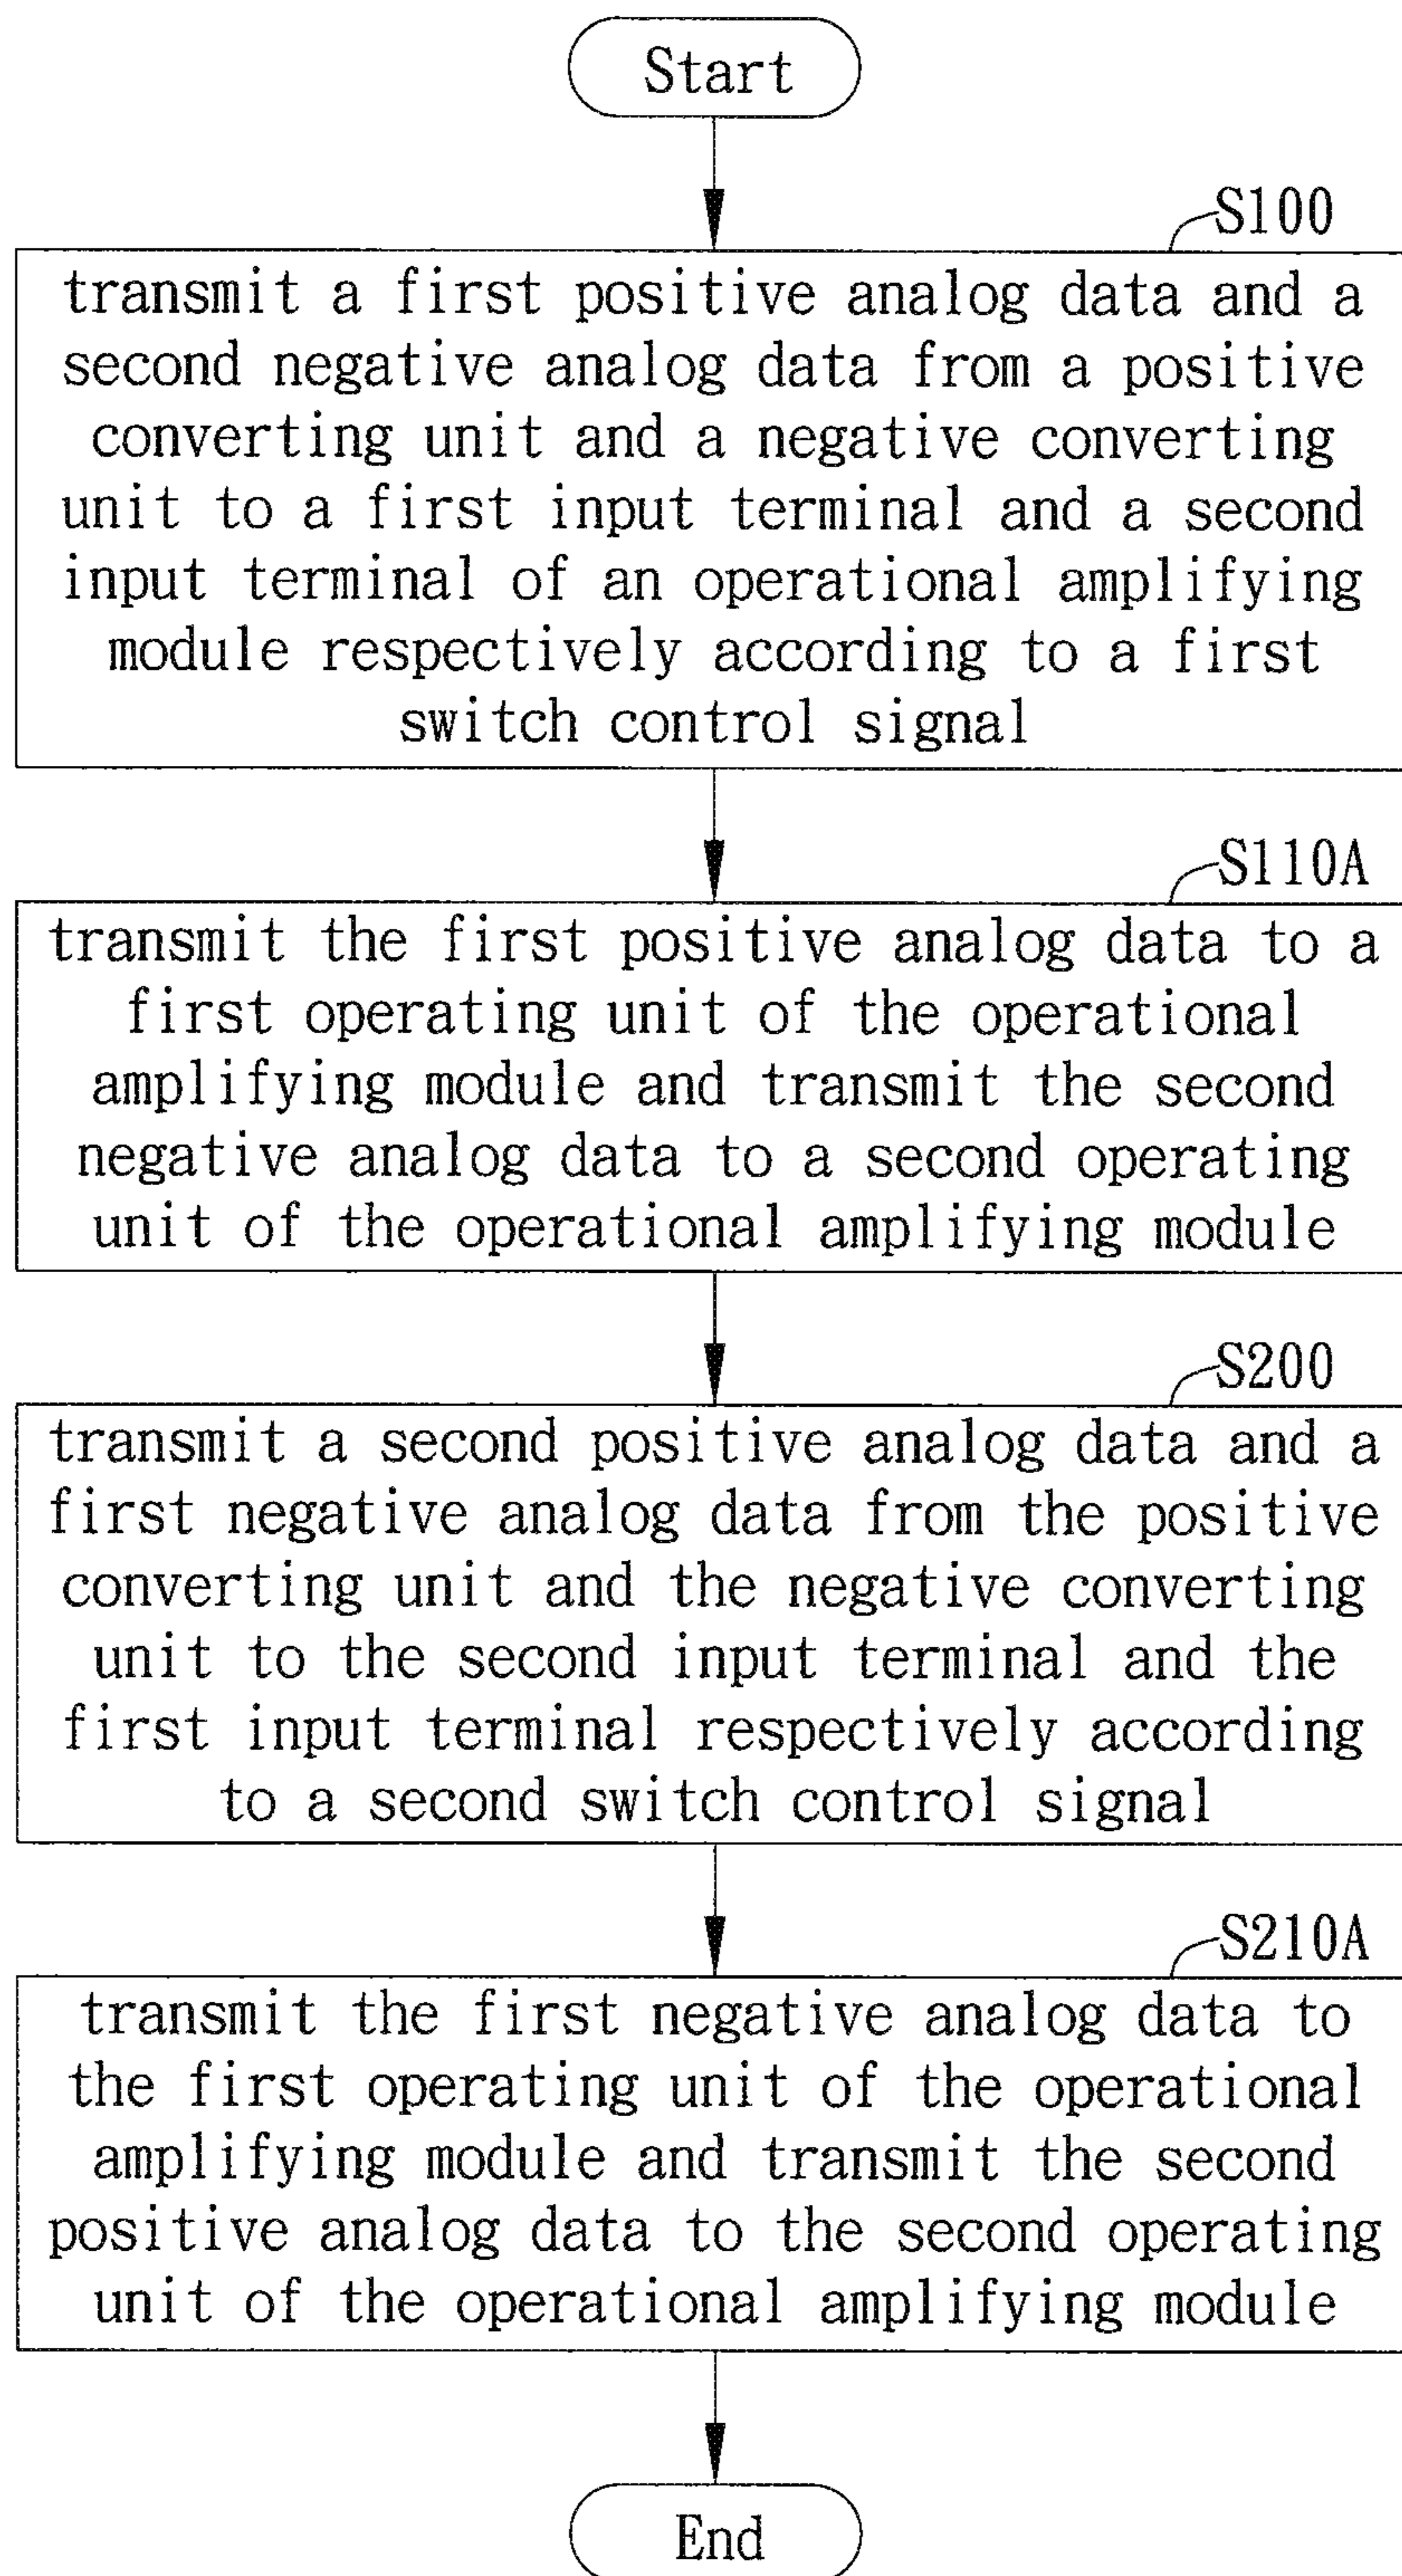 Start
S100
transmit a first positive analog data and a
second negative analog data from a positive
converting unit and a negative converting
unit to a first input terminal and a second
input terminal of an operational amplifying
module respectively according to a first
switch control signal
S110A
transmit the first positive analog data to a
first operating unit of the operational
amplifying module and transmit the second
negative analog data to a second operating
unit of the operational amplifying module
S200
transmit a second positive analog data and a
first negative analog data from the positive
converting unit and the negative converting
unit to the second input terminal and the
first input terminal respectively according
to a second switch control signal
S210A
transmit the first negative analog data to
the first operating unit of the operational
amplifying module and transmit the second
positive analog data to the second operating
unit of the operational amplifying module
End